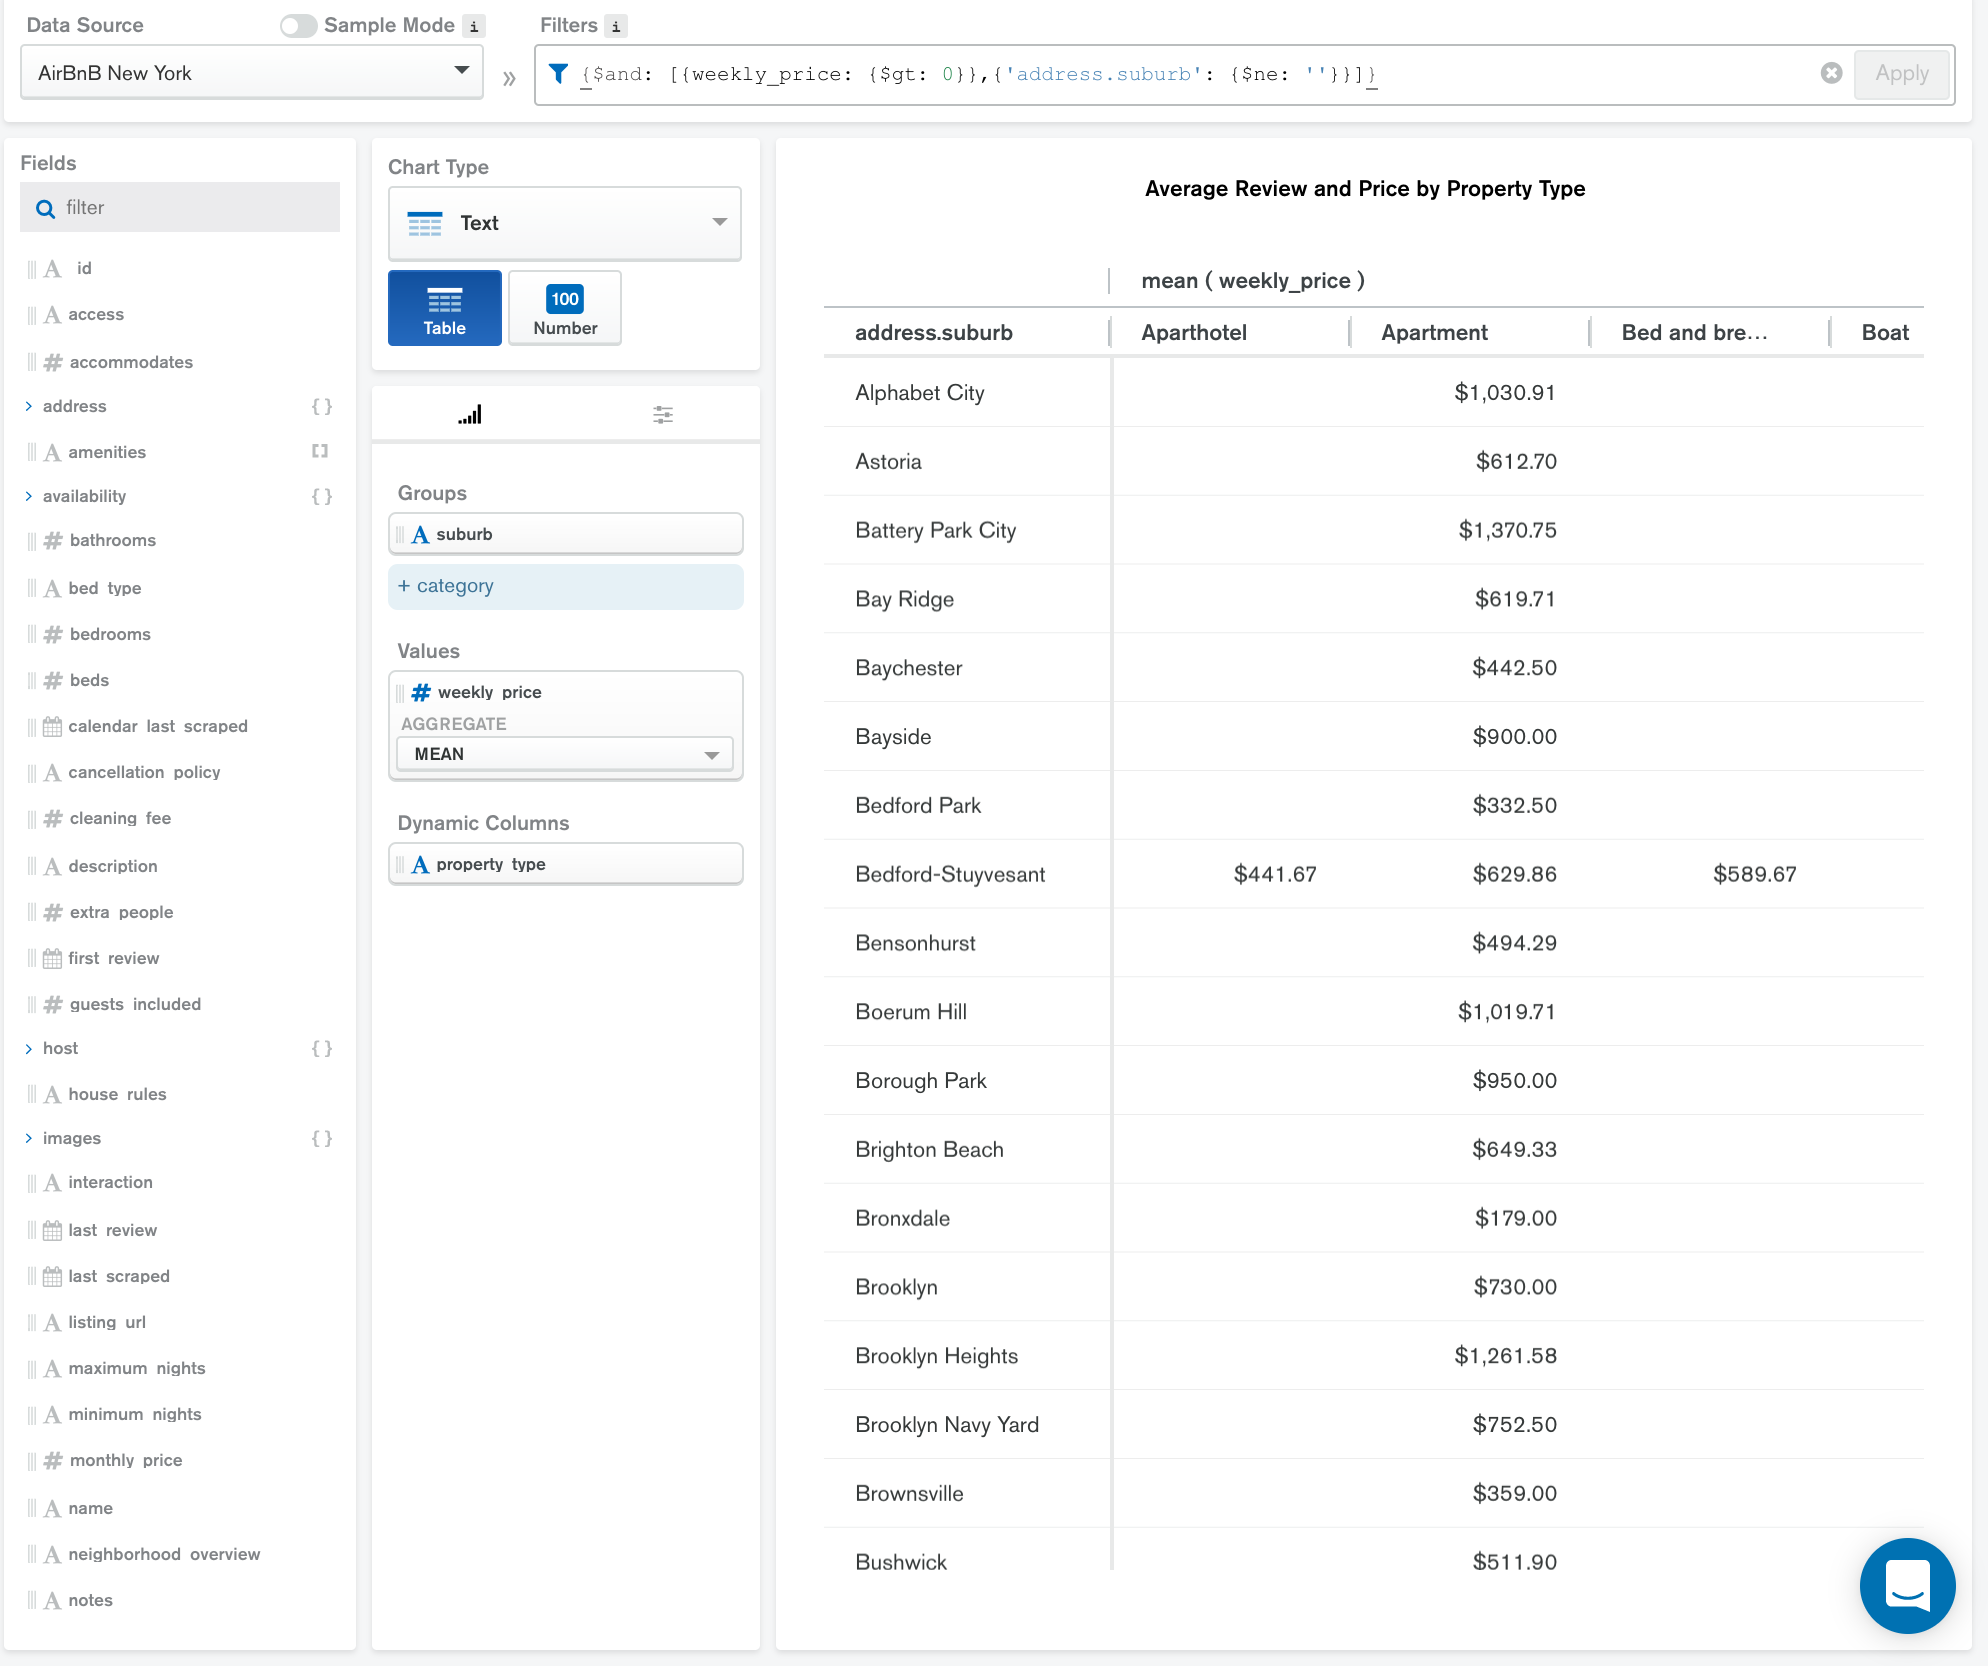 Data Source
Sample Mode i
Filters i
AirBnB New York
»
{$and: [{weekly_price: {$gt: 0}},{'address.suburb': {$ne: ''}}]}
Apply
Fields
filter
A _id
A access
# accommodates
> address { }
A amenities [ ]
> availability { }
# bathrooms
A bed_type
# bedrooms
# beds
calendar_last_scraped
A cancellation_policy
# cleaning_fee
A description
# extra_people
first_review
# guests_included
> host { }
A house_rules
> images { }
A interaction
last_review
last_scraped
A listing_url
A maximum_nights
A minimum_nights
# monthly_price
A name
A neighborhood_overview
A notes
Chart Type
Text
Table
100
Number
Groups
A suburb
+ category
Values
# weekly_price
AGGREGATE
MEAN
Dynamic Columns
A property_type
Average Review and Price by Property Type
mean ( weekly_price )
address.suburb Aparthotel Apartment Bed and bre... Boat
Alphabet City $1,030.91
Astoria $612.70
Battery Park City $1,370.75
Bay Ridge $619.71
Baychester $442.50
Bayside $900.00
Bedford Park $332.50
Bedford-Stuyvesant $441.67 $629.86 $589.67
Bensonhurst $494.29
Boerum Hill $1,019.71
Borough Park $950.00
Brighton Beach $649.33
Bronxdale $179.00
Brooklyn $730.00
Brooklyn Heights $1,261.58
Brooklyn Navy Yard $752.50
Brownsville $359.00
Bushwick $511.90